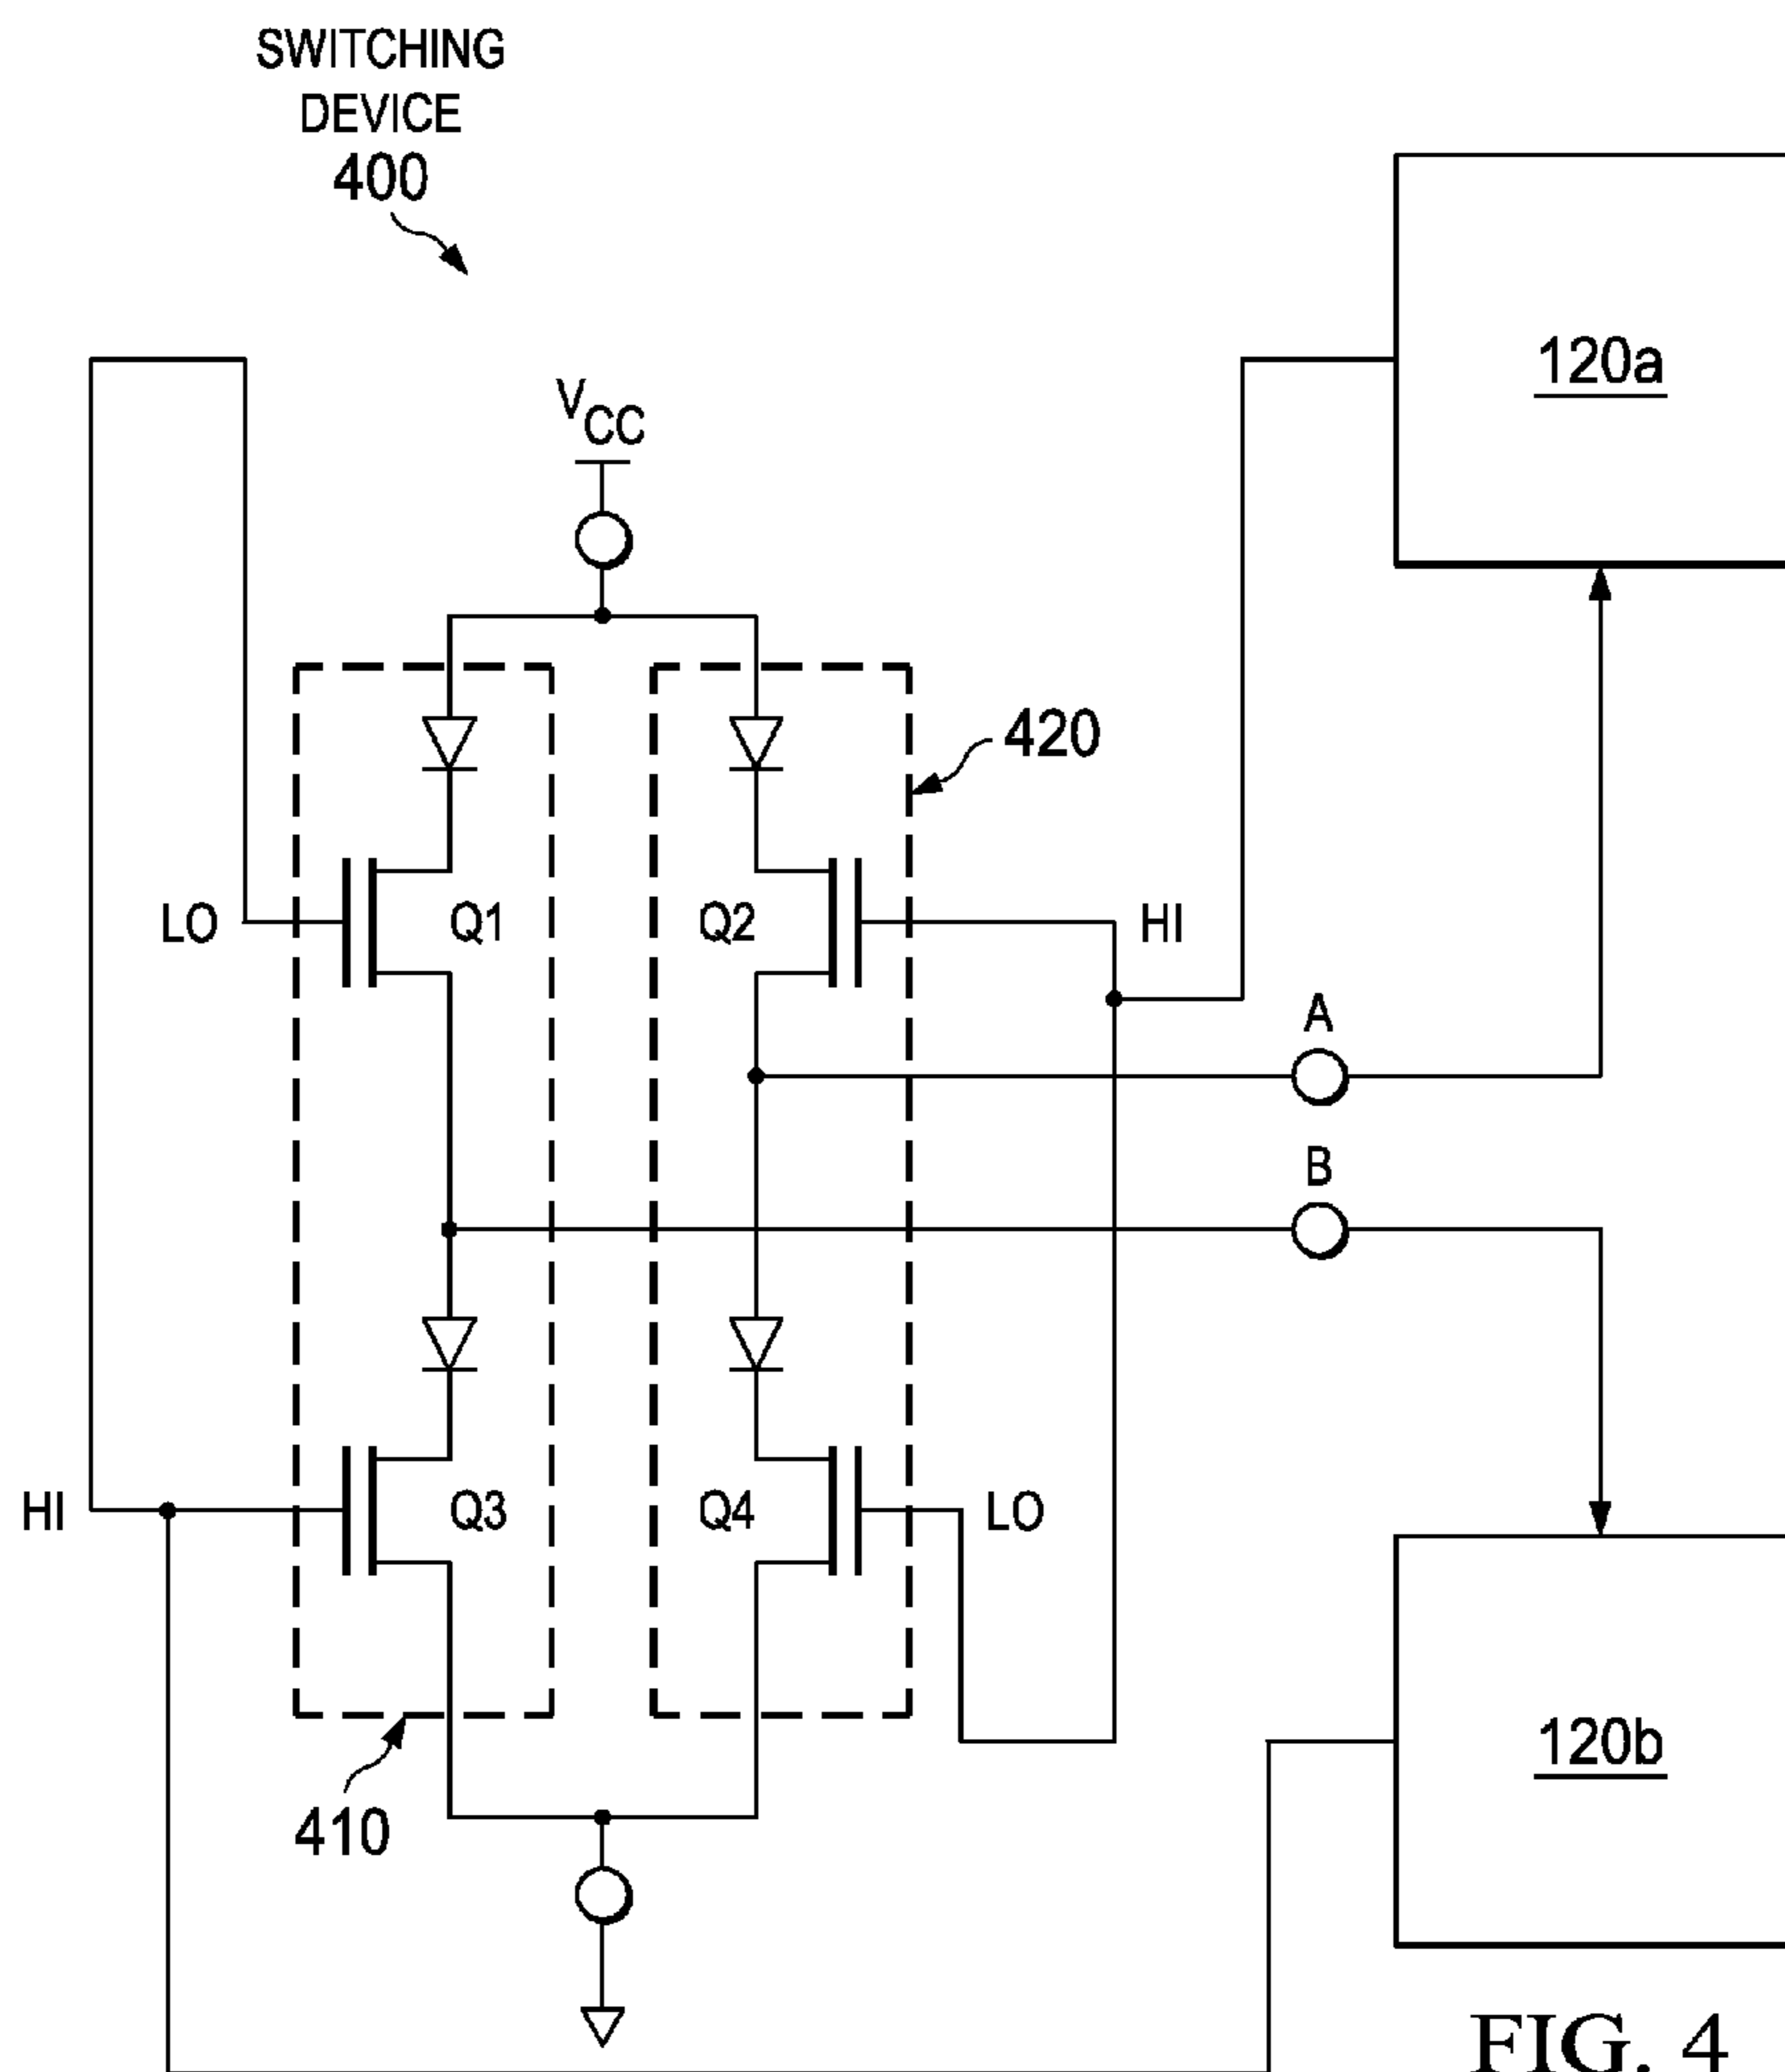 SWITCHING
DEVICE
400
120a
VCC
420
LO
Q1
Q2
HI
A
B
HI
Q3
Q4
LO
120b
410
FIG. 4